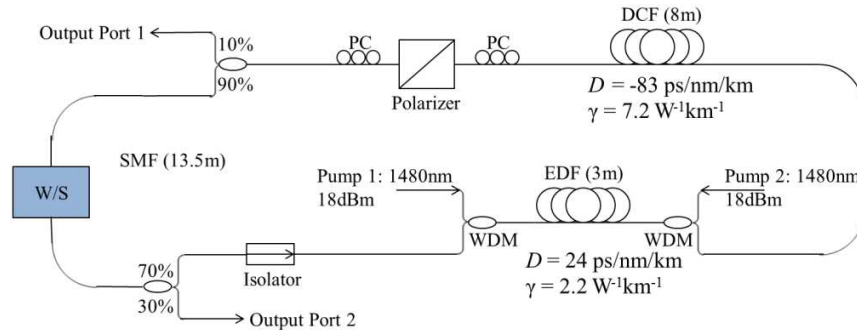 Output Port 1
10%
90%
PC
Polarizer
PC
DCF (8m)
D = -83 ps/nm/km
γ = 7.2 W-1km-1
SMF (13.5m)
W/S
Pump 1: 1480nm
18dBm
EDF (3m)
Pump 2: 1480nm
18dBm
WDM
WDM
D = 24 ps/nm/km
γ = 2.2 W-1km-1
70%
30%
Isolator
Output Port 2